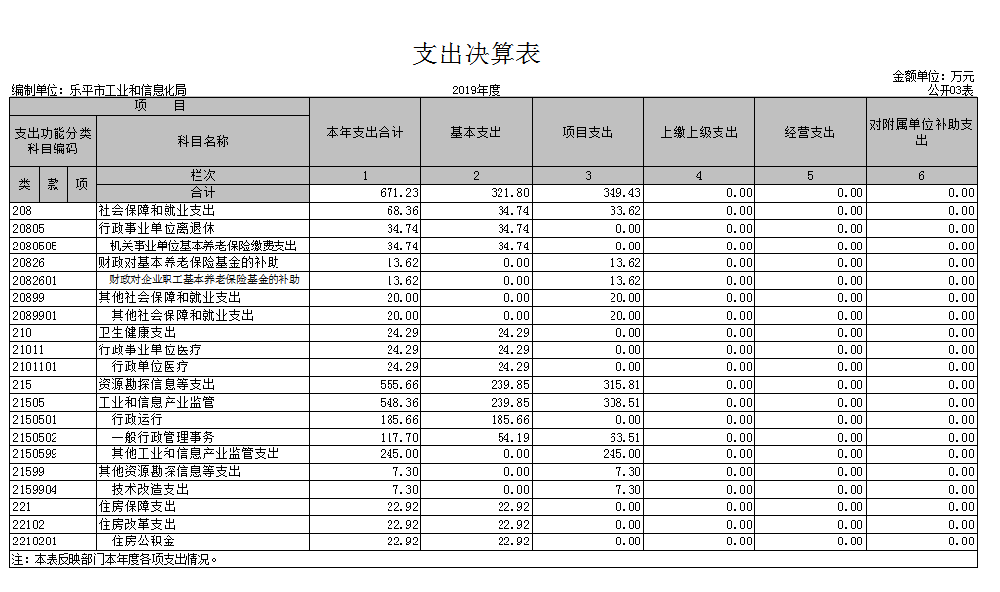 支出决算表
金额单位：万元
编制单位：乐平市工业和信息化局 2019年度 公开03表
项 目 本年支出合计 基本支出 项目支出 上缴上级支出 经营支出 对附属单位补助支出
支出功能分类科目编码 科目名称
类 款 项 栏次 1 2 3 4 5 6
合计 671.23 321.80 349.43 0.00 0.00 0.00
208 社会保障和就业支出 68.36 34.74 33.62 0.00 0.00 0.00
20805 行政事业单位离退休 34.74 34.74 0.00 0.00 0.00 0.00
2080505 机关事业单位基本养老保险缴费支出 34.74 34.74 0.00 0.00 0.00 0.00
20826 财政对基本养老保险基金的补助 13.62 0.00 13.62 0.00 0.00 0.00
2082601 财政对企业职工基本养老保险基金的补助 13.62 0.00 13.62 0.00 0.00 0.00
20899 其他社会保障和就业支出 20.00 0.00 20.00 0.00 0.00 0.00
2089901 其他社会保障和就业支出 20.00 0.00 20.00 0.00 0.00 0.00
210 卫生健康支出 24.29 24.29 0.00 0.00 0.00 0.00
21011 行政事业单位医疗 24.29 24.29 0.00 0.00 0.00 0.00
2101101 行政单位医疗 24.29 24.29 0.00 0.00 0.00 0.00
215 资源勘探信息等支出 555.66 239.85 315.81 0.00 0.00 0.00
21505 工业和信息产业监管 548.36 239.85 308.51 0.00 0.00 0.00
2150501 行政运行 185.66 185.66 0.00 0.00 0.00 0.00
2150502 一般行政管理事务 117.70 54.19 63.51 0.00 0.00 0.00
2150599 其他工业和信息产业监管支出 245.00 0.00 245.00 0.00 0.00 0.00
21599 其他资源勘探信息等支出 7.30 0.00 7.30 0.00 0.00 0.00
2159904 技术改造支出 7.30 0.00 7.30 0.00 0.00 0.00
221 住房保障支出 22.92 22.92 0.00 0.00 0.00 0.00
22102 住房改革支出 22.92 22.92 0.00 0.00 0.00 0.00
2210201 住房公积金 22.92 22.92 0.00 0.00 0.00 0.00
注：本表反映部门本年度各项支出情况。